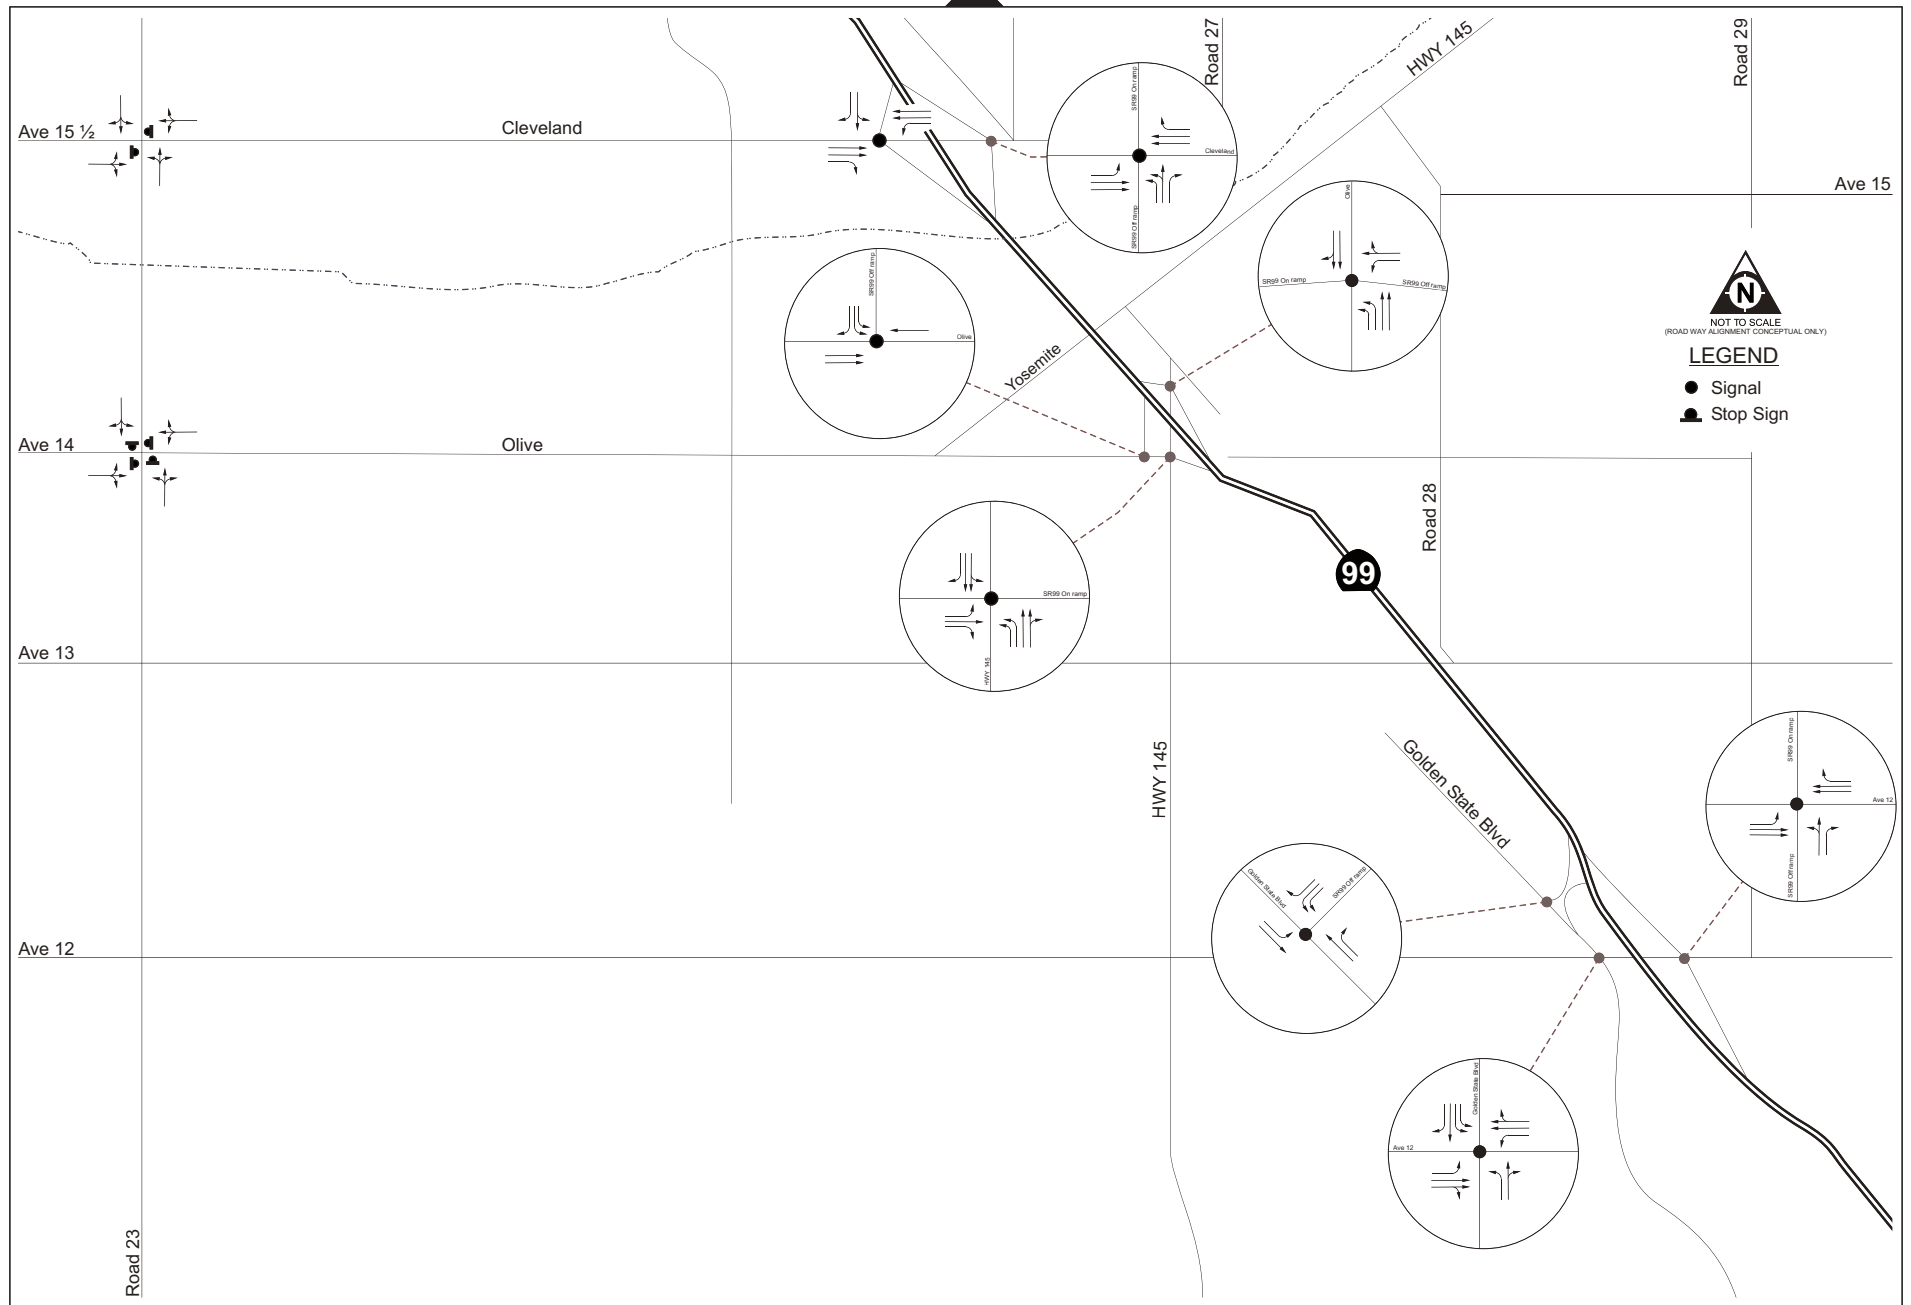 Road 27
HWY 145
Road 29
Ave 15 ½
Cleveland
SR99 On ramp
Cleveland
SR99 Off ramp
Ave 15
Olive
SR99 On ramp
SR99 Off ramp
SR99 Off ramp
Olive
N
NOT TO SCALE
(ROAD WAY ALIGNMENT CONCEPTUAL ONLY)
LEGEND
Signal
Stop Sign
Yosemite
Ave 14
Olive
Road 28
99
SR99 On ramp
HWY 145
Ave 13
HWY 145
Golden State Blvd
SR99 On ramp
Ave 12
SR99 Off ramp
Golden State Blvd
SR99 Off ramp
Ave 12
Golden State Blvd
Ave 12
Road 23